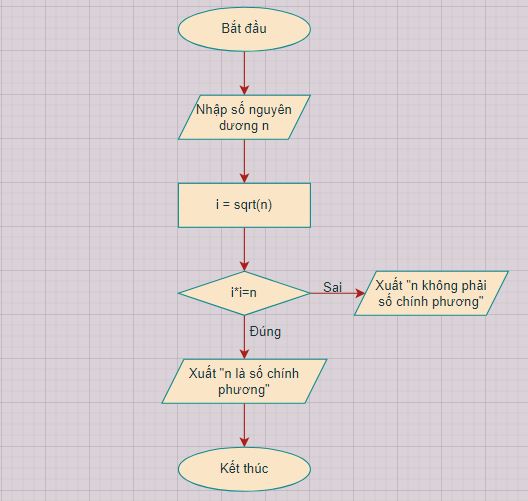 Bắt đầu
Nhập số nguyên
dương n
i = sqrt(n)
i*i=n
Sai
Xuất "n không phải
số chính phương"
Đúng
Xuất "n là số chính
phương"
Kết thúc